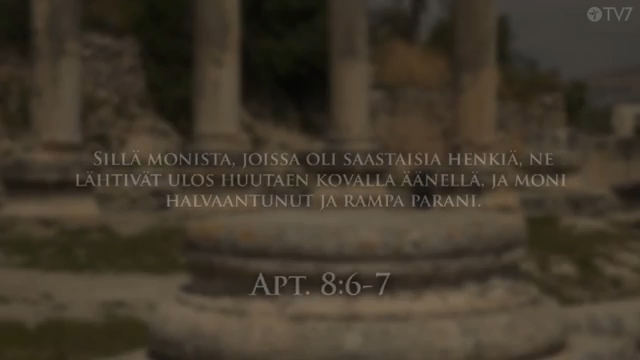 TV7
Sillä monista, joissa oli saastaisia henkiä, ne
lähtivät ulos huutaen kovalla äänellä, ja moni
halvaantunut ja rampa parani.
Apt. 8:6-7